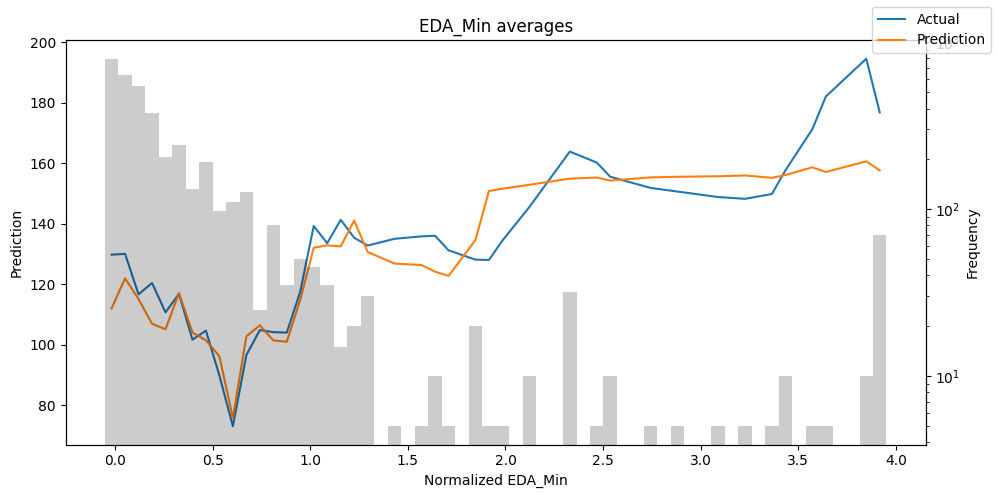 EDA_Min averages
Actual
Prediction
200
180
160
140
120
100
80
Prediction
10²
10¹
Frequency
0.0 0.5 1.0 1.5 2.0 2.5 3.0 3.5 4.0
Normalized EDA_Min